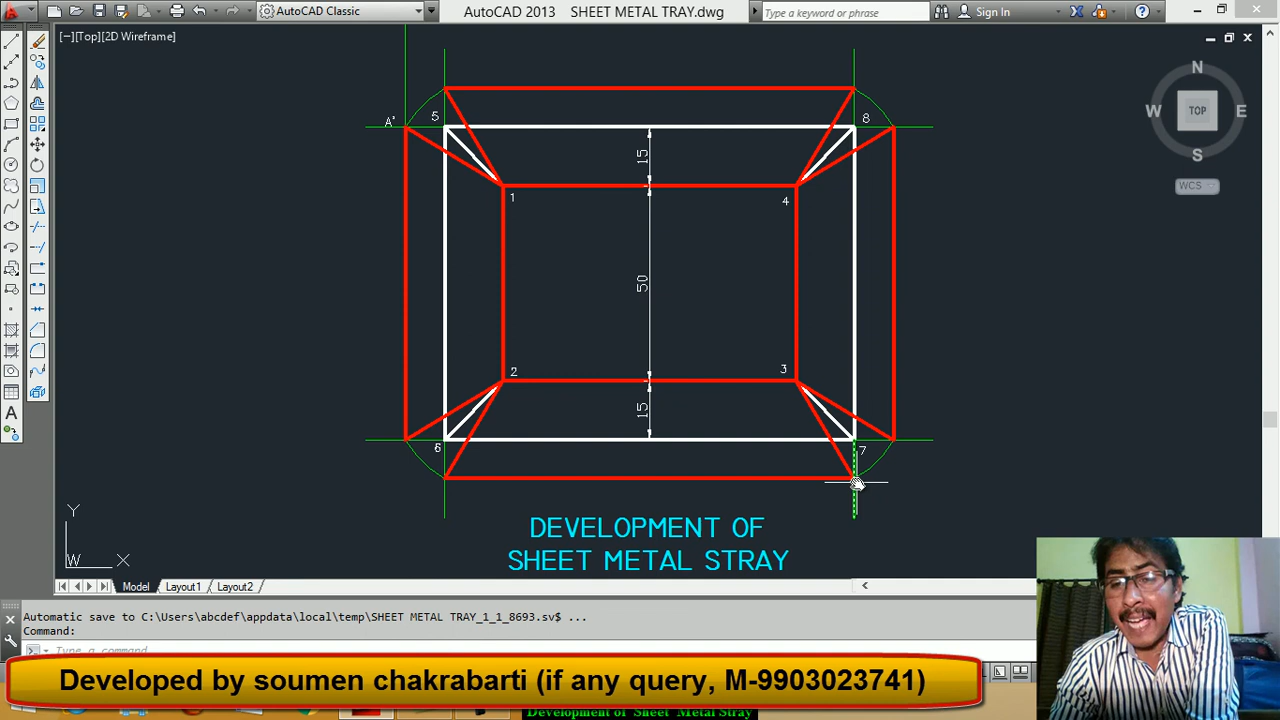 AutoCAD Classic
AutoCAD 2013 SHEET METAL TRAY.dwg
Type a keyword or phrase
Sign In
[−][Top][2D Wireframe]
N
W TOP E
S
WCS
A'
5
8
15
1
4
50
2
3
15
6
7
Y
W X
DEVELOPMENT OF
SHEET METAL STRAY
Model Layout1 Layout2
Automatic save to C:\Users\abcdef\appdata\local\temp\SHEET METAL TRAY_1_1_8693.sv$ ...
Command:
Type a command
Developed by soumen chakrabarti (if any query, M-9903023741)
Development of Sheet Metal Stray